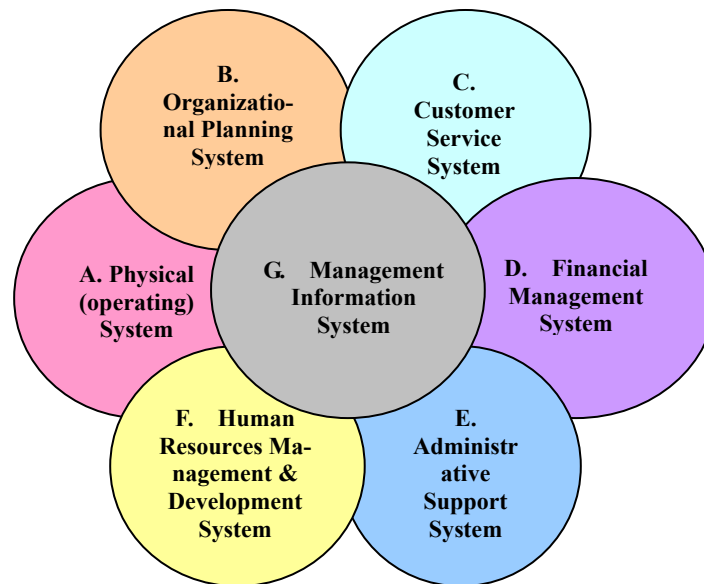 B.
Organizatio-
nal Planning
System
C.
Customer
Service
System
A. Physical
(operating)
System
G. Management
Information
System
D. Financial
Management
System
F. Human
Resources Ma-
nagement &
Development
System
E.
Administr
ative
Support
System